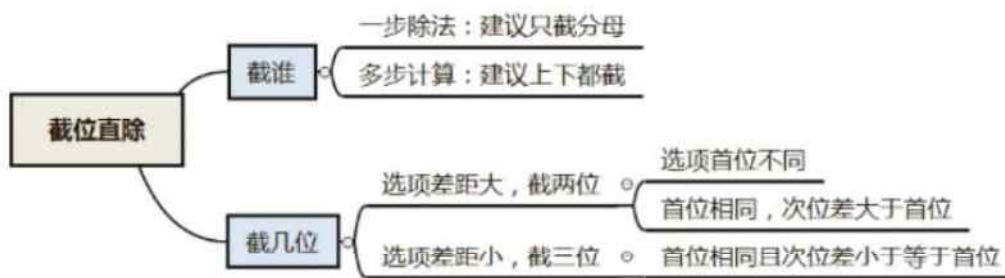 截位直除
截谁
一步除法：建议只截分母
多步计算：建议上下都截
截几位
选项差距大，截两位
选项首位不同
首位相同，次位差大于首位
选项差距小，截三位
首位相同且次位差小于等于首位